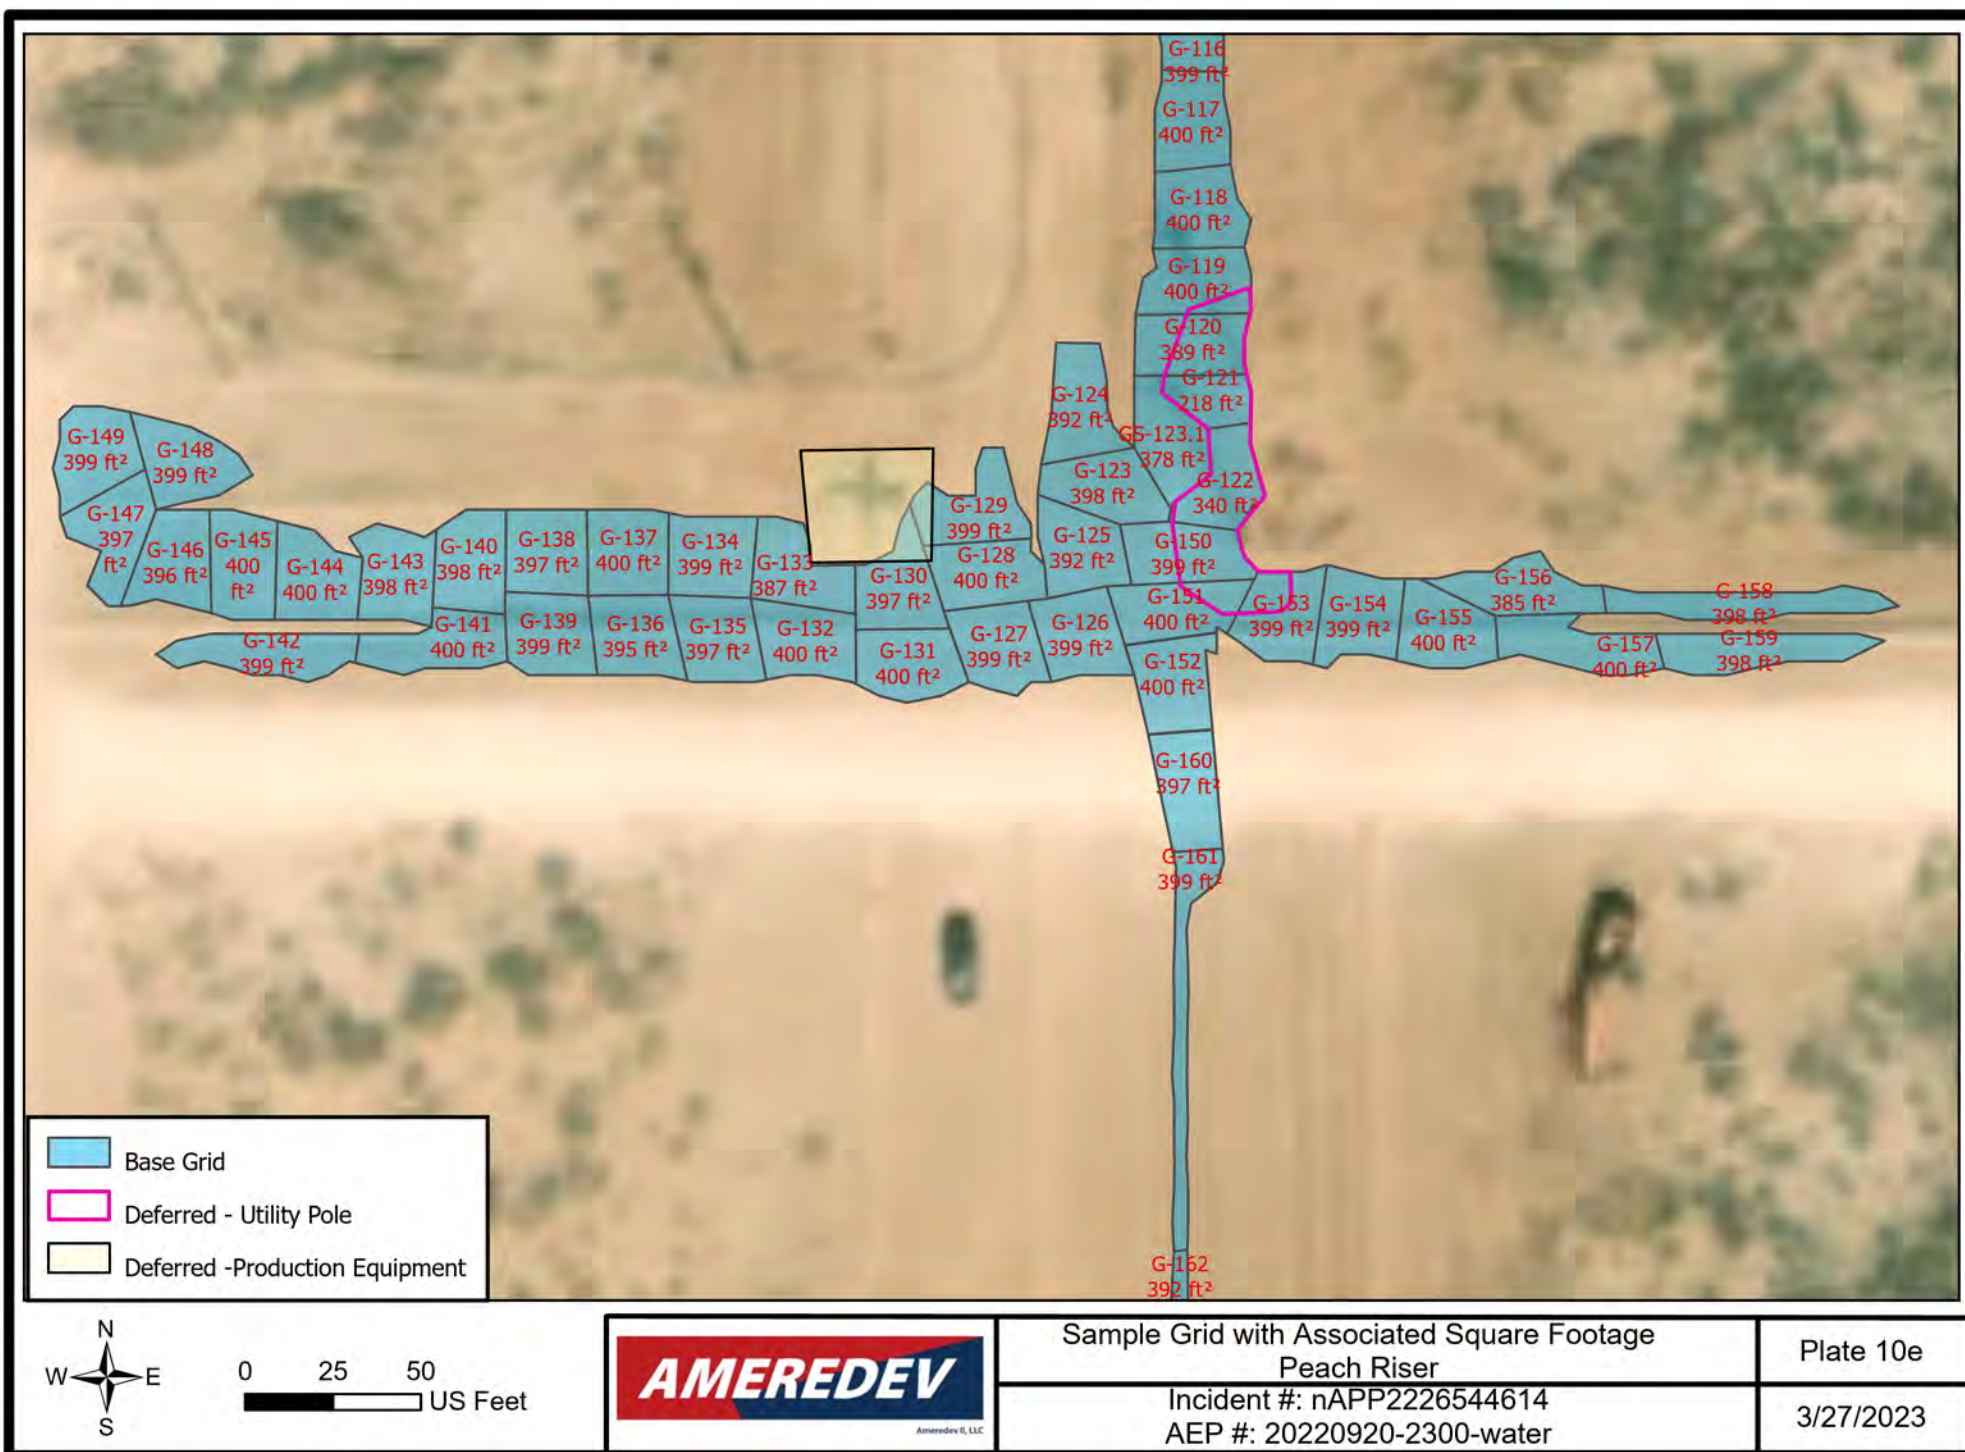 G-116
399 ft²
G-117
400 ft²
G-118
400 ft²
G-119
400 ft²
G-120
389 ft²
G-121
218 ft²
G-124
392 ft²
GS-123.1
378 ft²
G-123
398 ft²
G-122
340 ft²
G-149
399 ft²
G-148
399 ft²
G-147
397
ft²
G-146
396 ft²
G-145
400
ft²
G-144
400 ft²
G-143
398 ft²
G-140
398 ft²
G-138
397 ft²
G-137
400 ft²
G-134
399 ft²
G-133
387 ft²
G-130
397 ft²
G-129
399 ft²
G-128
400 ft²
G-125
392 ft²
G-150
399 ft²
G-151
400 ft²
G-153
399 ft²
G-154
399 ft²
G-155
400 ft²
G-156
385 ft²
G-158
398 ft²
G-142
399 ft²
G-141
400 ft²
G-139
399 ft²
G-136
395 ft²
G-135
397 ft²
G-132
400 ft²
G-131
400 ft²
G-127
399 ft²
G-126
399 ft²
G-152
400 ft²
G-157
400 ft²
G-159
398 ft²
G-160
397 ft²
G-161
399 ft²
G-162
392 ft²
Base Grid
Deferred - Utility Pole
Deferred -Production Equipment
N
W E
S
0 25 50
US Feet
AMEREDEV
Ameredev II, LLC
Sample Grid with Associated Square Footage
Peach Riser
Incident #: nAPP2226544614
AEP #: 20220920-2300-water
Plate 10e
3/27/2023